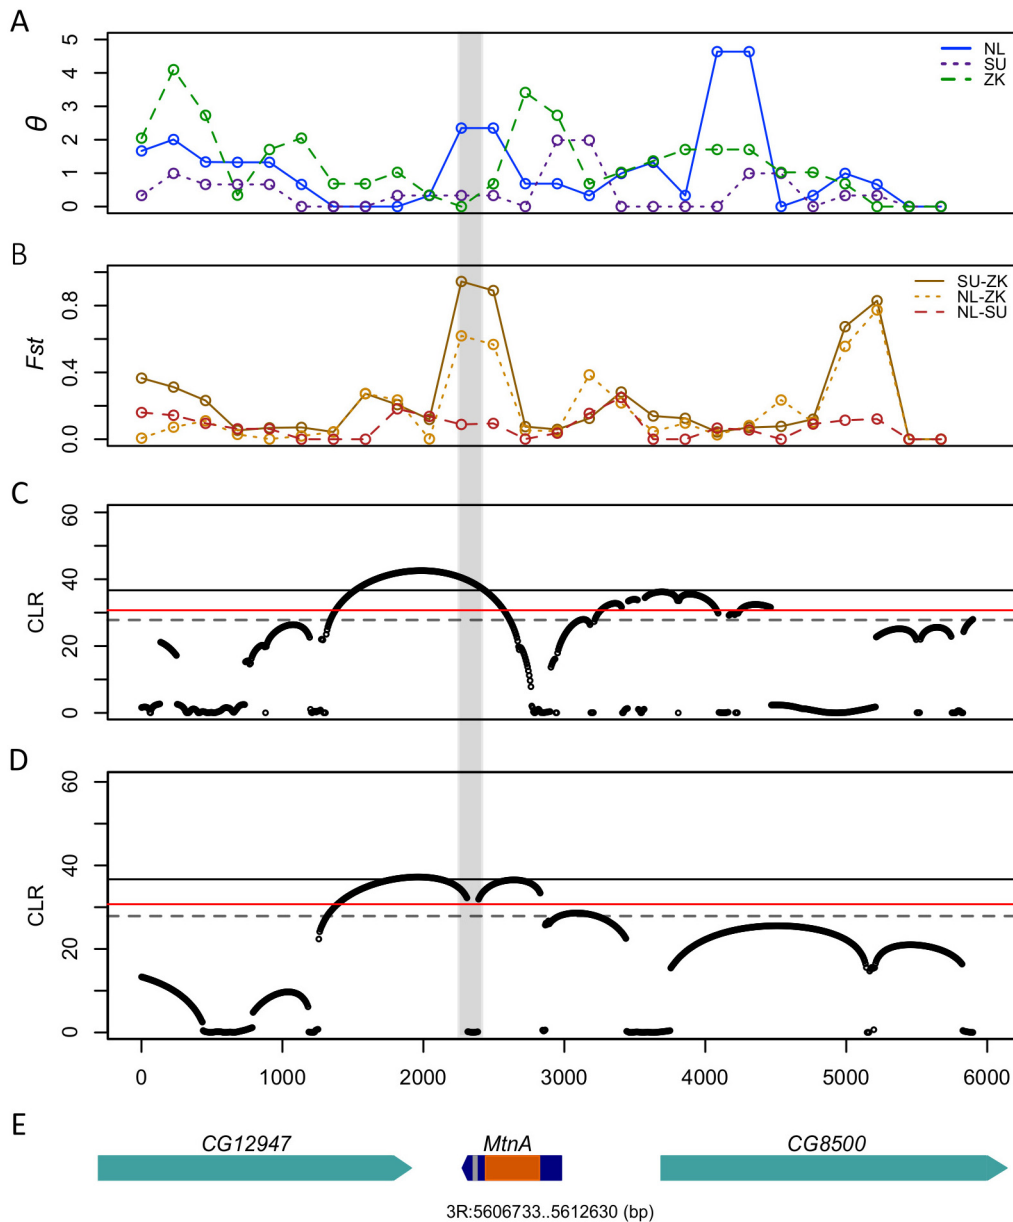 A
θ
0 1 2 3 4 5
NL
SU
ZK
B
Fst
0.0 0.4 0.8
SU-ZK
NL-ZK
NL-SU
C
CLR
0 20 40 60
D
CLR
0 20 40 60
0 1000 2000 3000 4000 5000 6000
E
CG12947 MtnA CG8500
3R:5606733..5612630 (bp)